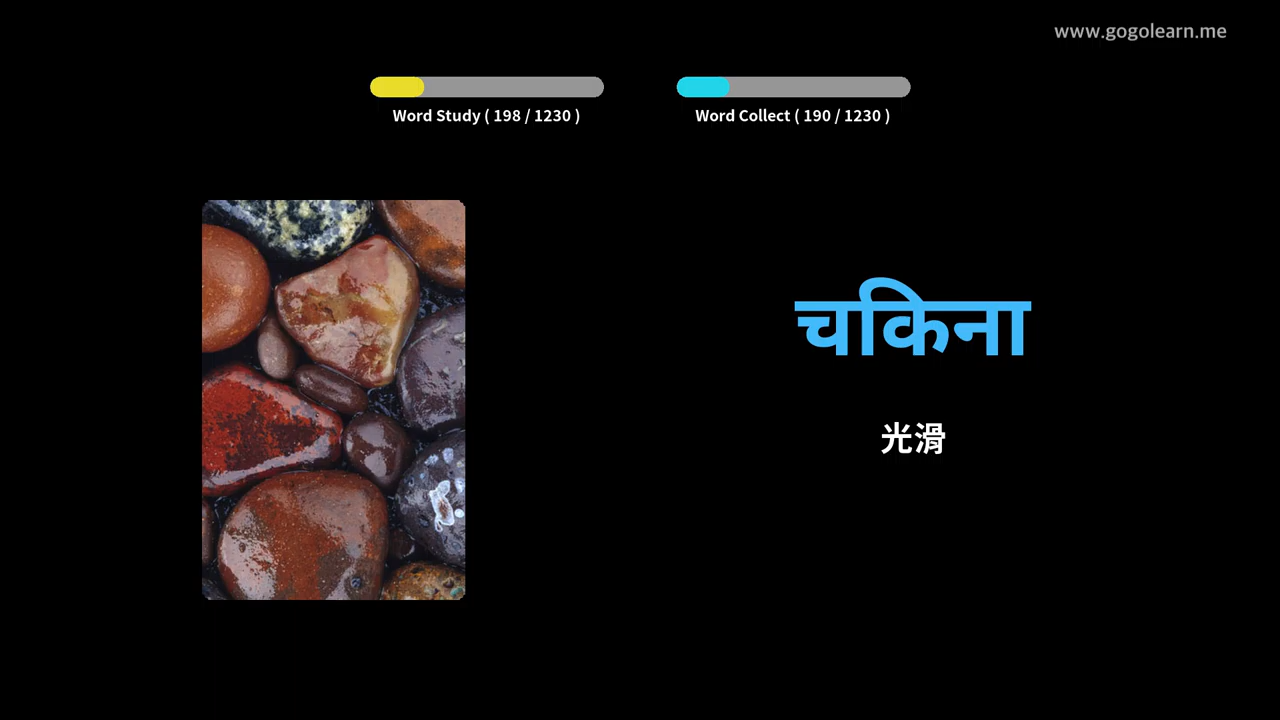 www.gogolearn.me
Word Study ( 198 / 1230 )
Word Collect ( 190 / 1230 )
चकिना
光滑